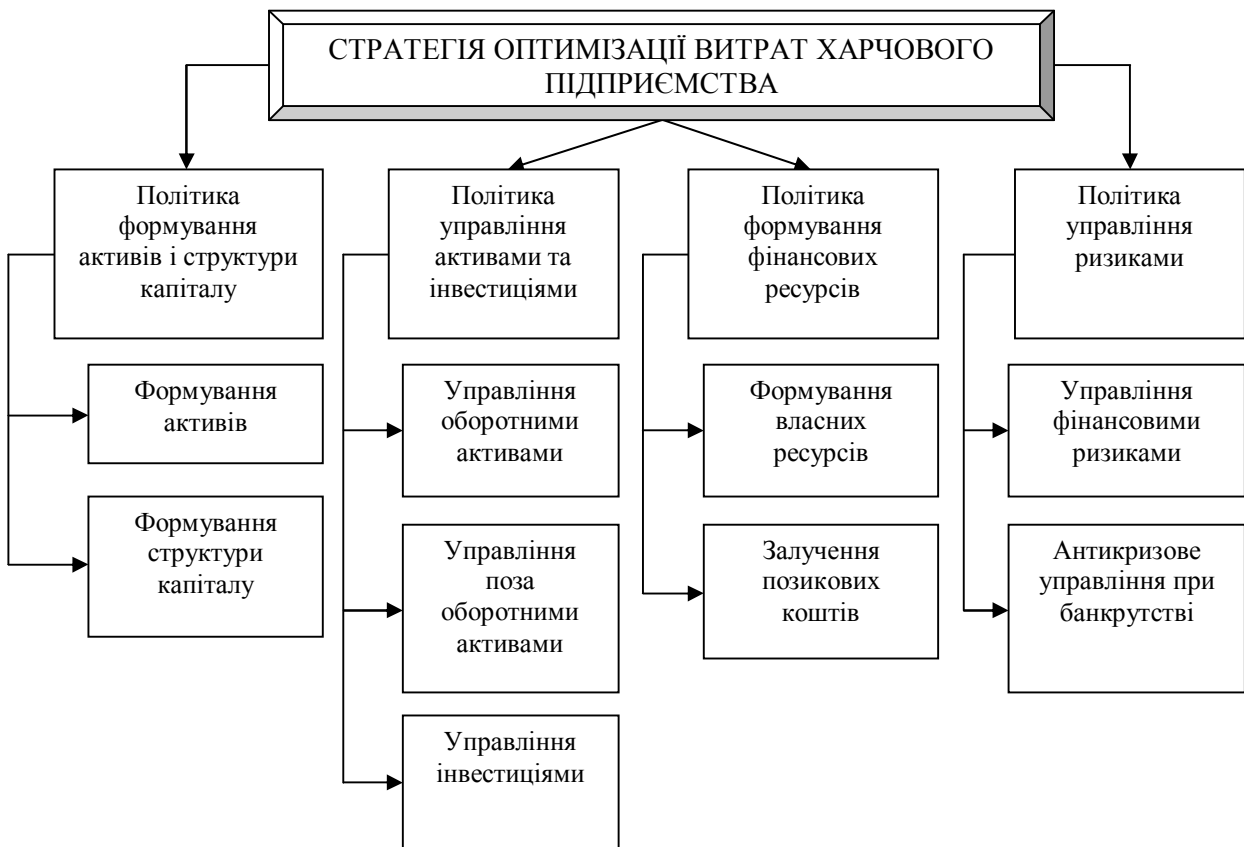 СТРАТЕГІЯ ОПТИМІЗАЦІЇ ВИТРАТ ХАРЧОВОГО
ПІДПРИЄМСТВА
Політика
формування
активів і структури
капіталу
Політика
управління
активами та
інвестиціями
Політика
формування
фінансових
ресурсів
Політика
управління
ризиками
Формування
активів
Управління
оборотними
активами
Формування
власних
ресурсів
Управління
фінансовими
ризиками
Формування
структури
капіталу
Управління
поза
оборотними
активами
Залучення
позикових
коштів
Антикризове
управління при
банкрутстві
Управління
інвестиціями